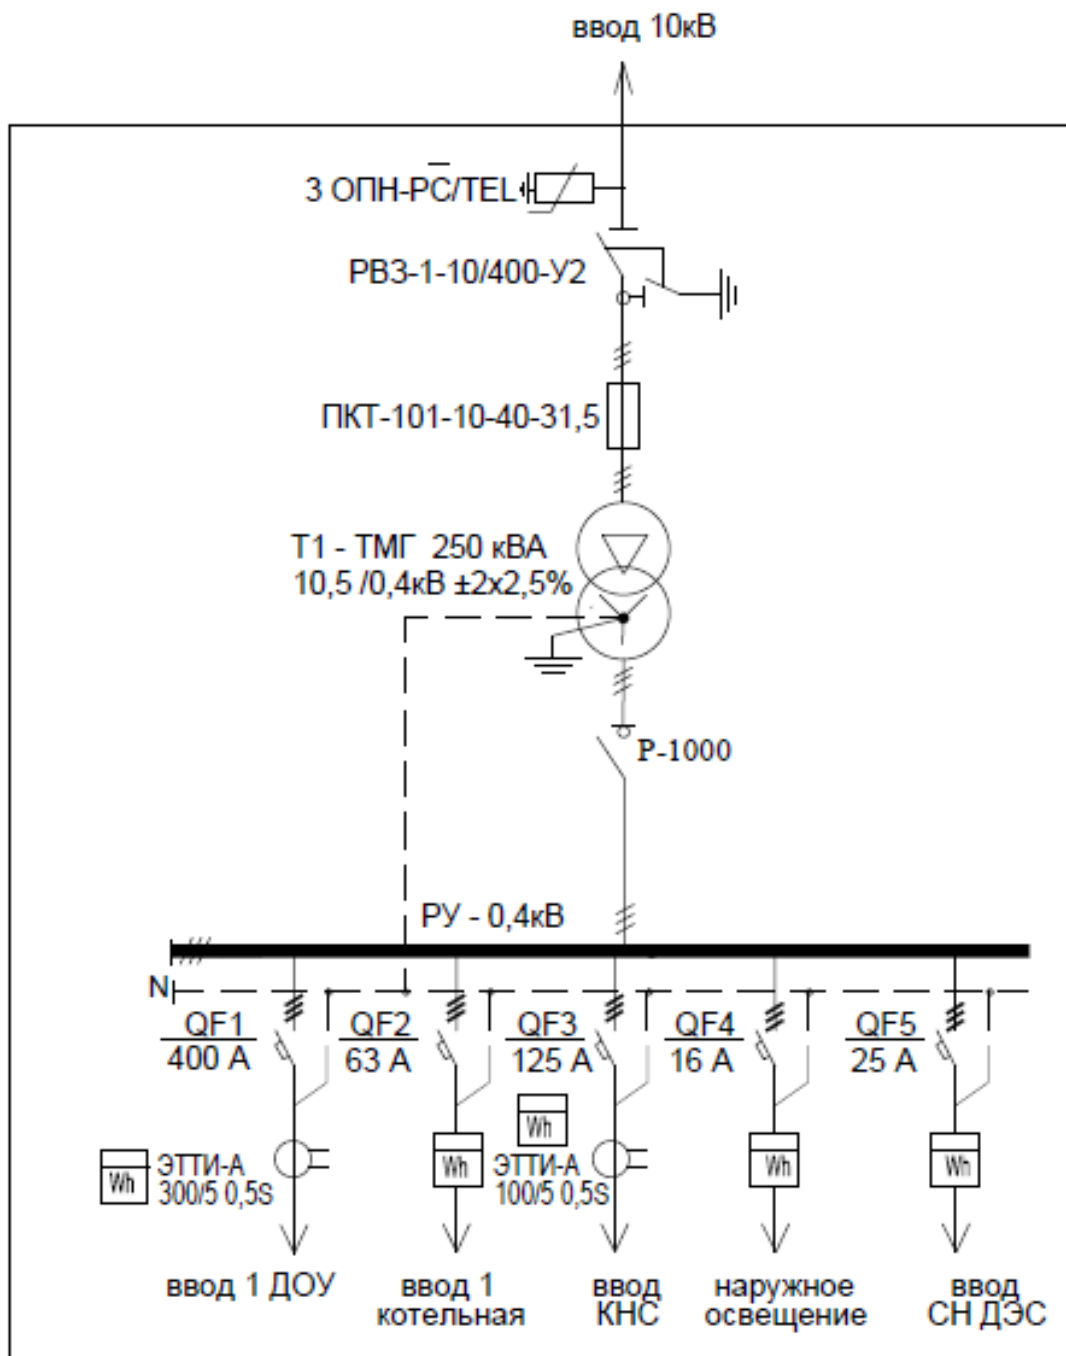 ввод 10кВ
3 ОПН-РС/TEL
РВЗ-1-10/400-У2
ПКТ-101-10-40-31,5
Т1 - ТМГ 250 кВА
10,5 /0,4кВ ±2х2,5%
Р-1000
РУ - 0,4кВ
N
QF1
400 А
QF2
63 А
QF3
125 А
QF4
16 А
QF5
25 А
Wh
ЭТТИ-А
300/5 0,5S
Wh
Wh
ЭТТИ-А
100/5 0,5S
Wh
Wh
ввод 1 ДОУ
ввод 1
котельная
ввод
КНС
наружное
освещение
ввод
СН ДЭС